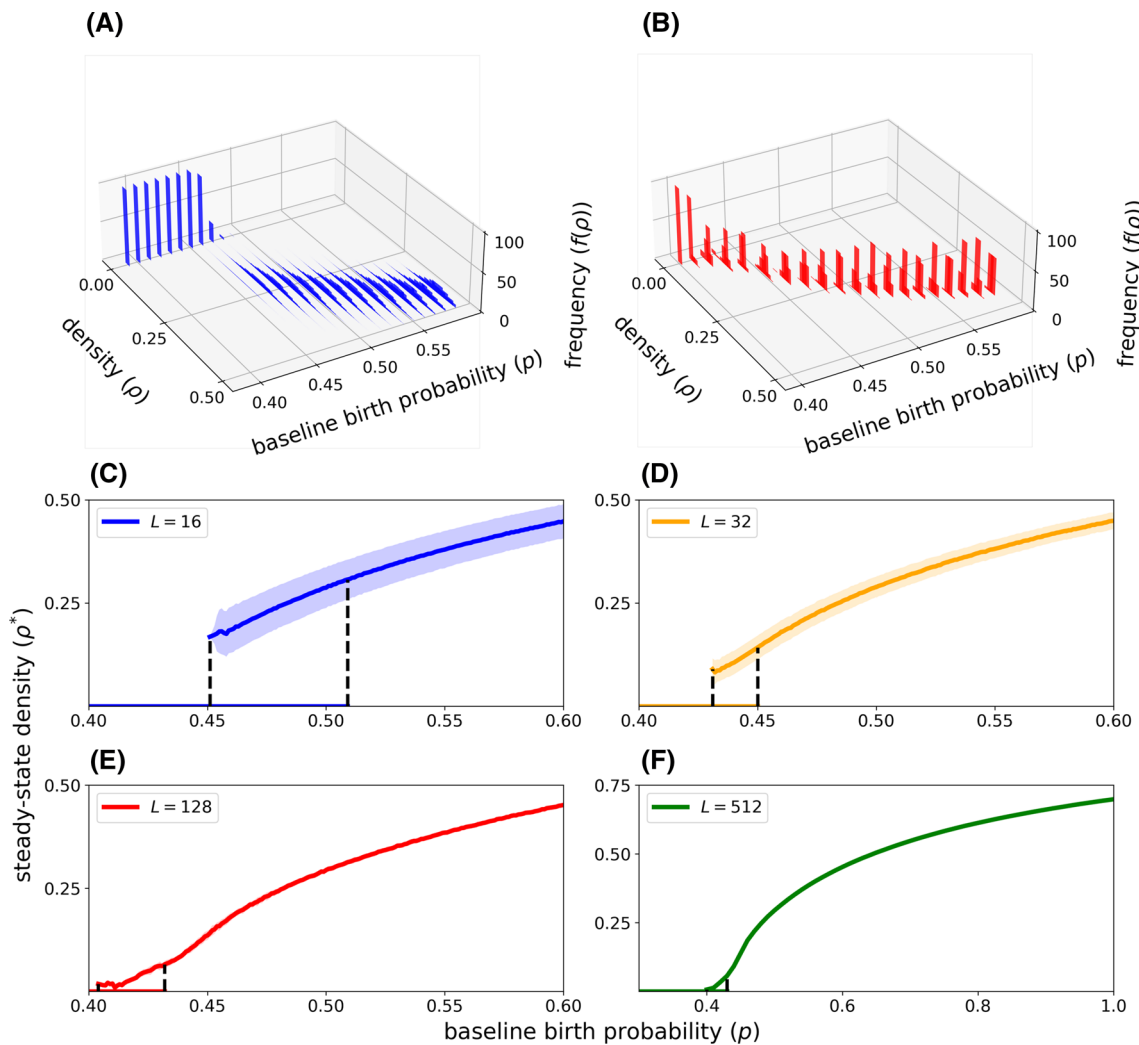 (A)
(B)
100
50
0
frequency (f(ρ))
0.00
0.25
0.50
density (ρ)
0.40
0.45
0.50
0.55
baseline birth probability (p)
100
50
0
frequency (f(ρ))
0.00
0.25
0.50
density (ρ)
0.40
0.45
0.50
0.55
baseline birth probability (p)
(C)
(D)
0.50
0.25
L = 16
0.40 0.45 0.50 0.55 0.60
0.50
0.25
L = 32
0.40 0.45 0.50 0.55 0.60
steady-state density (ρ*)
(E)
(F)
0.50
0.25
L = 128
0.40 0.45 0.50 0.55 0.60
0.75
0.50
0.25
L = 512
0.4 0.6 0.8 1.0
baseline birth probability (p)